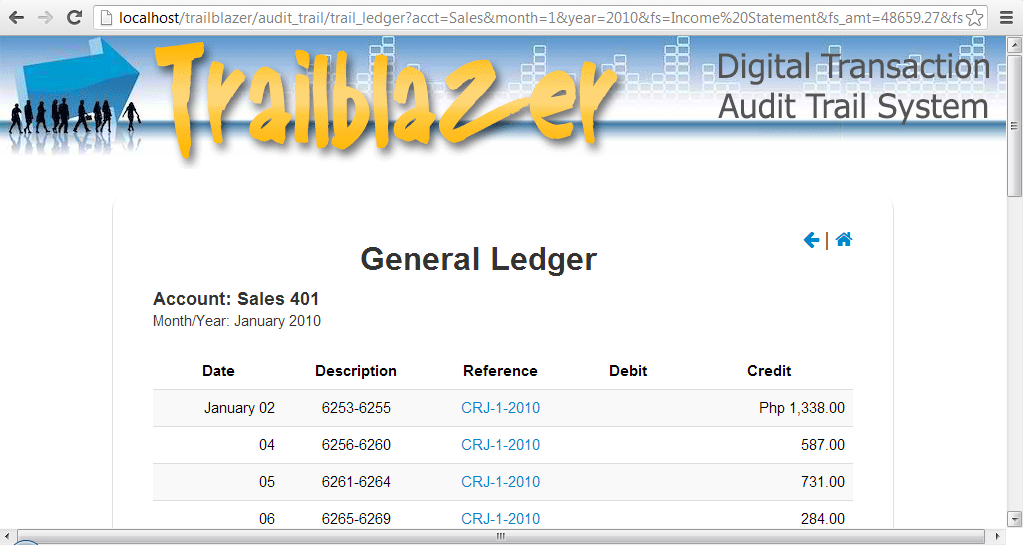 localhost/trailblazer/audit_trail/trail_ledger?acct=Sales&month=1&year=2010&fs=Income%20Statement&fs_amt=48659.27&fs
Trailblazer
Digital Transaction
Audit Trail System
General Ledger
Account: Sales 401
Month/Year: January 2010
Date Description Reference Debit Credit
January 02 6253-6255 CRJ-1-2010 Php 1,338.00
04 6256-6260 CRJ-1-2010 587.00
05 6261-6264 CRJ-1-2010 731.00
06 6265-6269 CRJ-1-2010 284.00